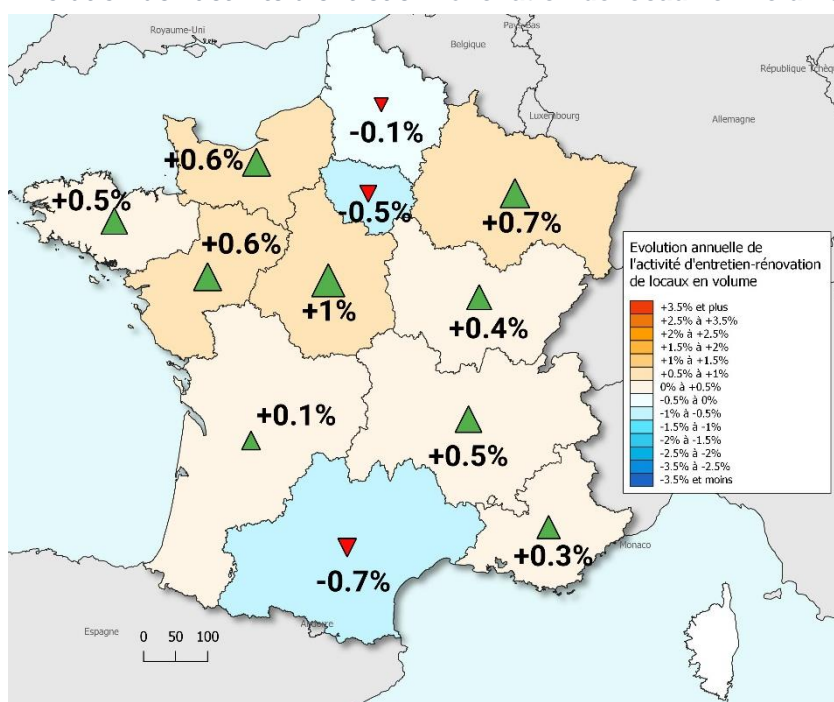 Royaume-Uni
Pays-Bas
Belgique
République Tchèque
Luxembourg
Allemagne
-0.1%
+0.6%
-0.5%
+0.7%
+0.5%
+0.6%
+1%
+0.4%
Evolution annuelle de
l'activité d'entretien-rénovation
de locaux en volume
+3.5% et plus
+2.5% à +3.5%
+2% à +2.5%
+1.5% à +2%
+1% à +1.5%
+0.5% à +1%
0% à +0.5%
-0.5% à 0%
-1% à -0.5%
-1.5% à -1%
-2% à -1.5%
-2.5% à -2%
-3.5% à -2.5%
-3.5% et moins
+0.1%
+0.5%
+0.3%
Monaco
-0.7%
Andorre
Espagne
0 50 100